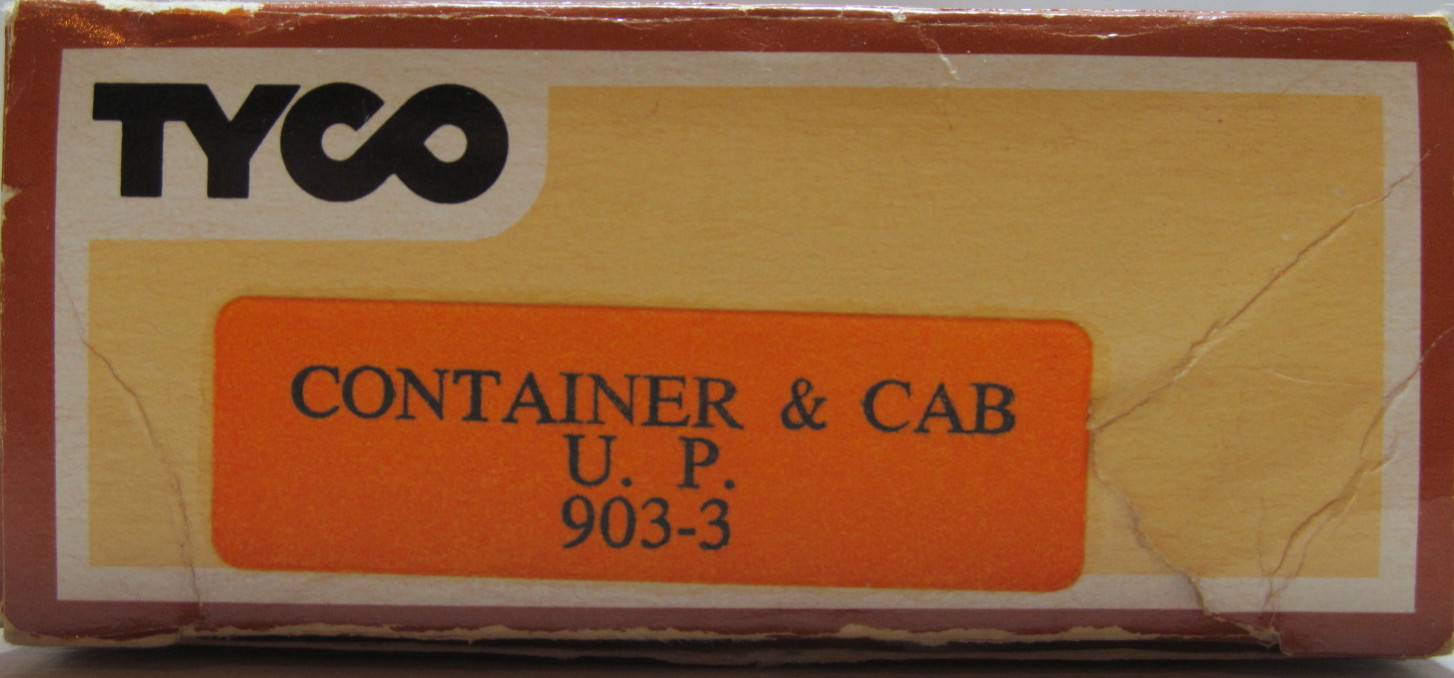 TYCO
CONTAINER & CAB
U. P.
903-3